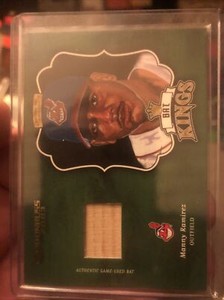 BAT
KINGS
Manny Ramirez
OUTFIELD
AUTHENTIC GAME-USED BAT